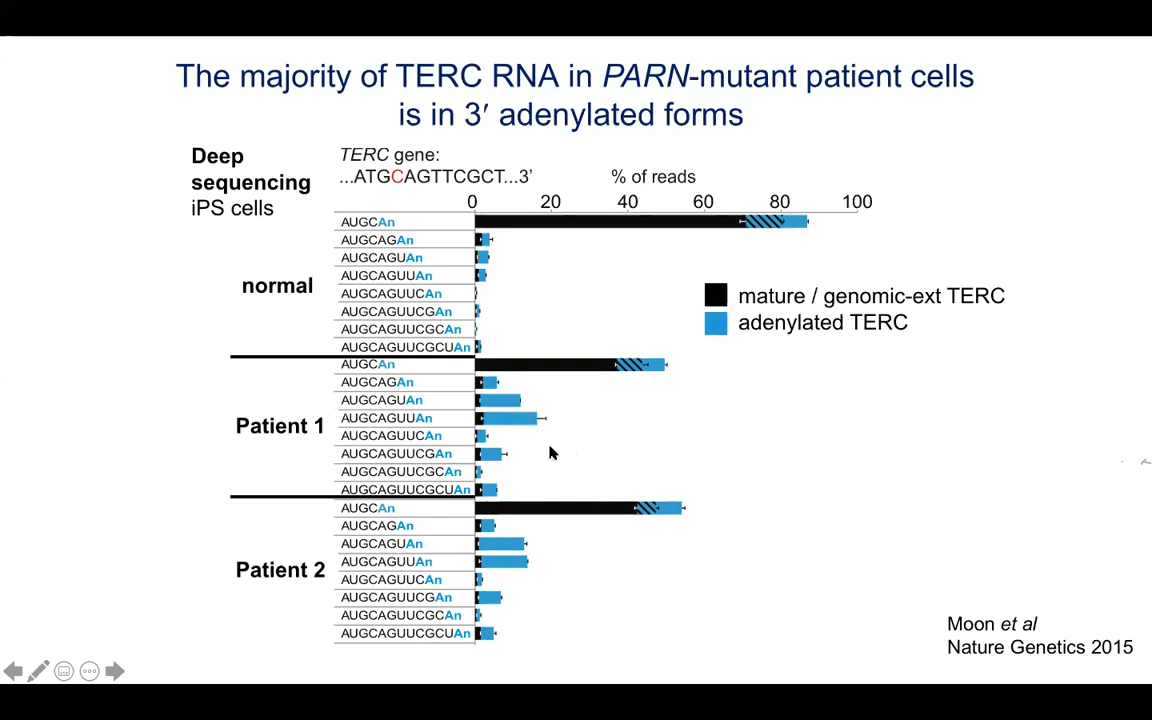 The majority of TERC RNA in PARN-mutant patient cells
is in 3′ adenylated forms
Deep
sequencing
iPS cells
TERC gene:
...ATGCAGTTCGCT...3'
% of reads
0 20 40 60 80 100
normal
AUGCAn
AUGCAGAn
AUGCAGUAn
AUGCAGUUAn
AUGCAGUUCAn
AUGCAGUUCGAn
AUGCAGUUCGCAn
AUGCAGUUCGCUAn
mature / genomic-ext TERC
adenylated TERC
Patient 1
AUGCAn
AUGCAGAn
AUGCAGUAn
AUGCAGUUAn
AUGCAGUUCAn
AUGCAGUUCGAn
AUGCAGUUCGCAn
AUGCAGUUCGCUAn
Patient 2
AUGCAn
AUGCAGAn
AUGCAGUAn
AUGCAGUUAn
AUGCAGUUCAn
AUGCAGUUCGAn
AUGCAGUUCGCAn
AUGCAGUUCGCUAn
Moon et al
Nature Genetics 2015